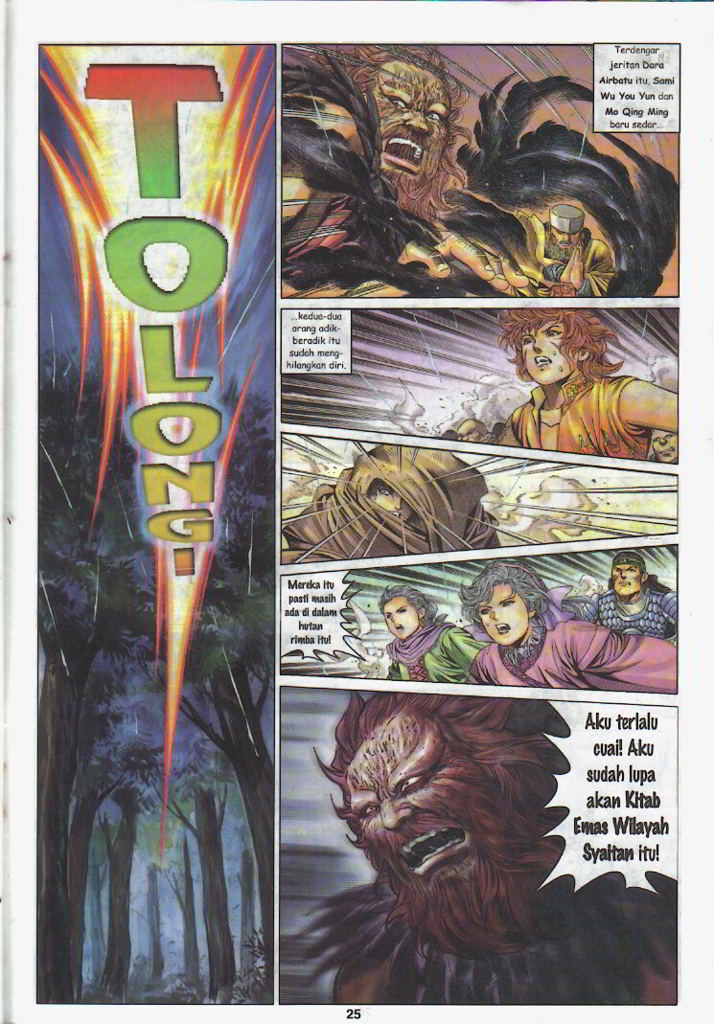 TOLONG!
Terdengar
jeritan Dara
Airbatu itu, Sami
Wu You Yun dan
Mo Qing Ming
baru sedar...
...kedua-dua
orang adik-
beradik itu
sudah meng-
hilangkan diri.
Mereka itu
pasti masih
ada di dalam
hutan
rimba itu!
Aku terlalu
cuai! Aku
sudah lupa
akan Kitab
Emas Wilayah
Syaitan itu!
25